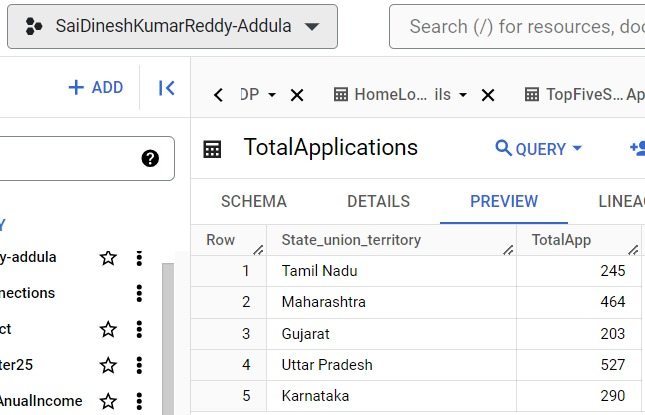 SaiDineshKumarReddy-Addula
Search (/) for resources, doc
+ ADD
DP
HomeLo... ils
TopFiveS... Ap
TotalApplications
QUERY
SCHEMA DETAILS PREVIEW LINEA
Y
y-addula
nections
ct
ter25
AnualIncome
Row State_union_territory TotalApp
1 Tamil Nadu 245
2 Maharashtra 464
3 Gujarat 203
4 Uttar Pradesh 527
5 Karnataka 290